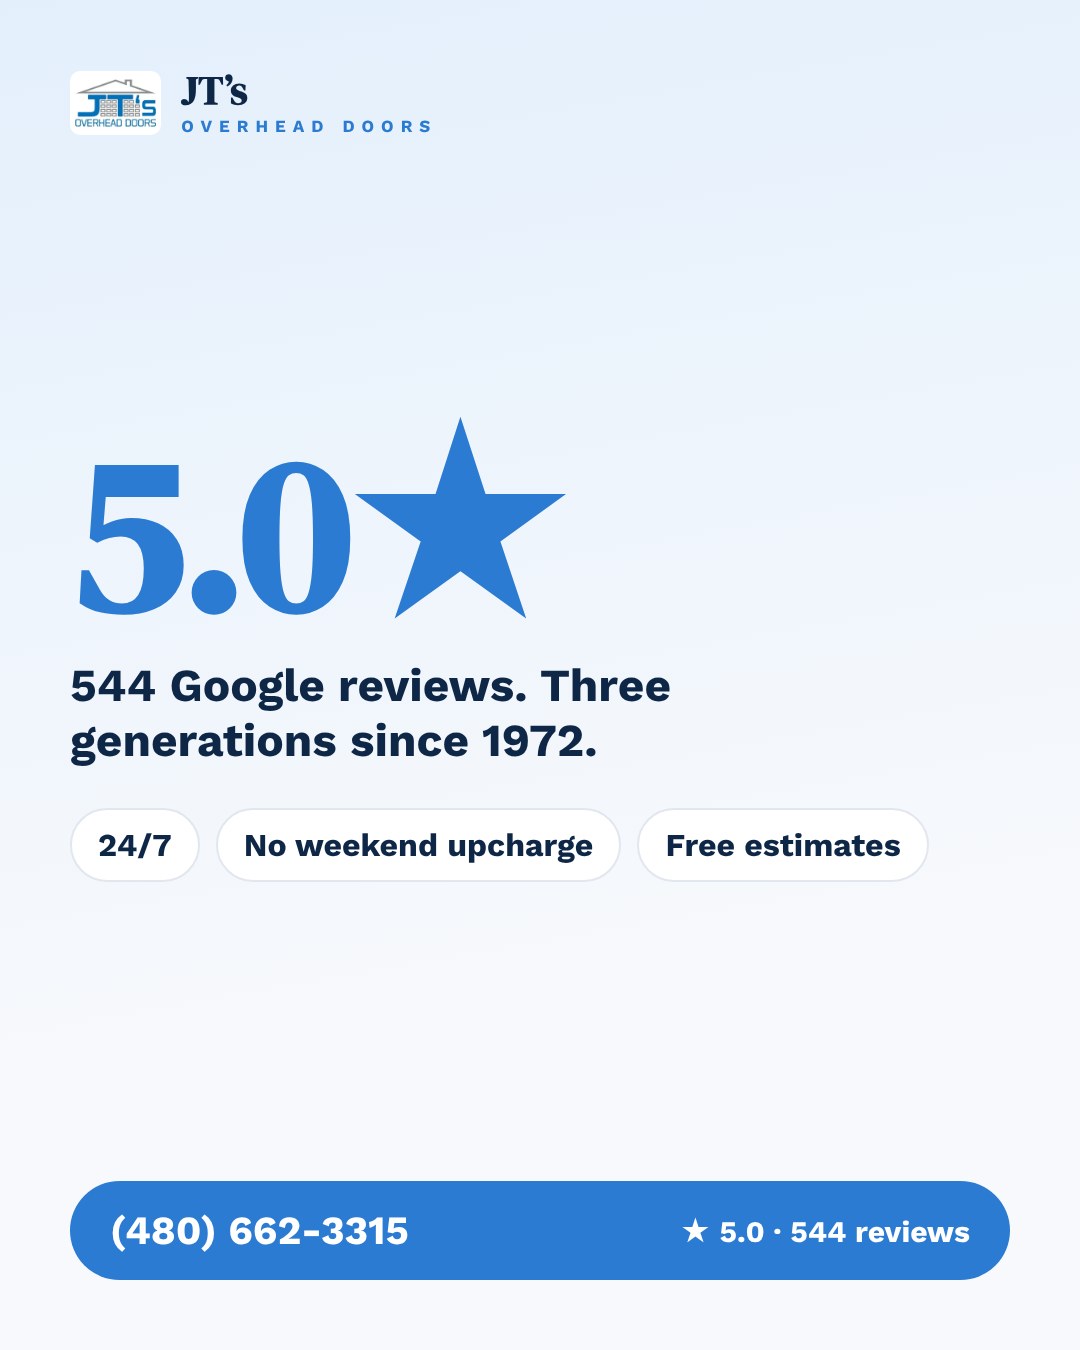 JT's
OVERHEAD DOORS
JT’s
OVERHEAD DOORS
5.0★
544 Google reviews. Three
generations since 1972.
24/7
No weekend upcharge
Free estimates
(480) 662-3315
★ 5.0 · 544 reviews